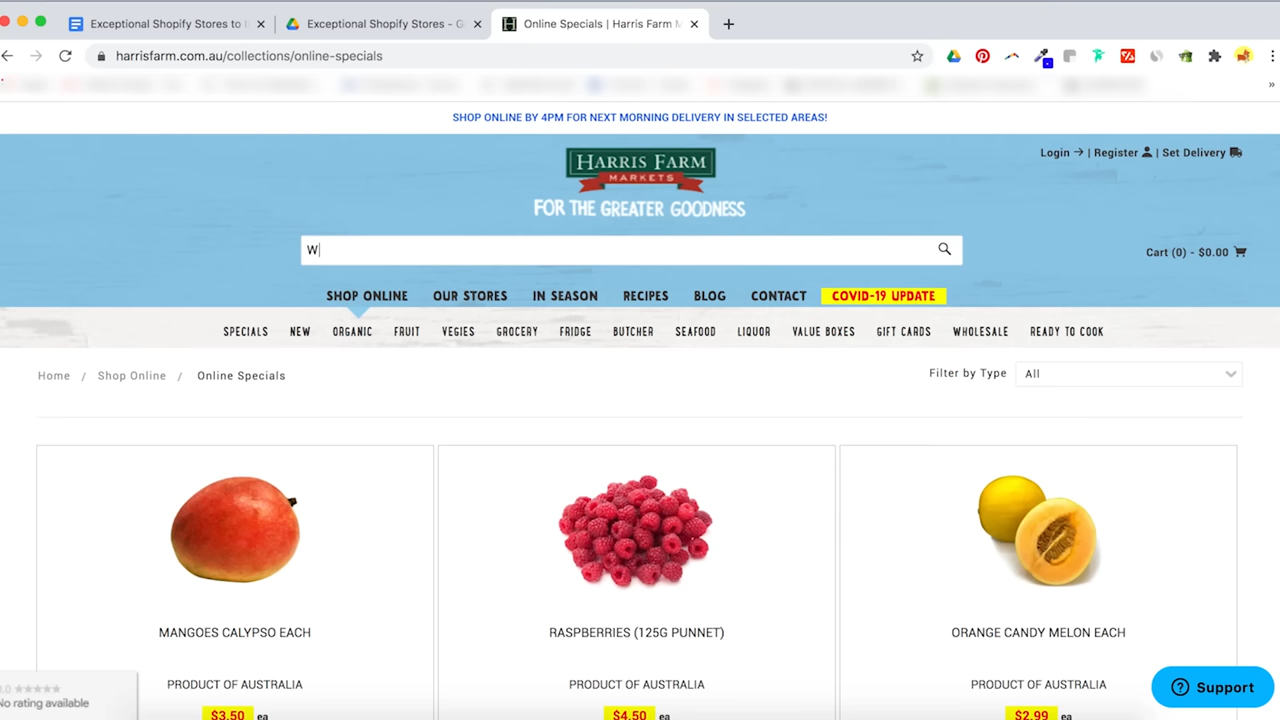 Exceptional Shopify Stores to
Exceptional Shopify Stores - G
Online Specials | Harris Farm M
harrisfarm.com.au/collections/online-specials
SHOP ONLINE BY 4PM FOR NEXT MORNING DELIVERY IN SELECTED AREAS!
Login → | Register | Set Delivery
HARRIS FARM
MARKETS
FOR THE GREATER GOODNESS
W
Cart (0) - $0.00
SHOP ONLINE OUR STORES IN SEASON RECIPES BLOG CONTACT COVID-19 UPDATE
SPECIALS NEW ORGANIC FRUIT VEGIES GROCERY FRIDGE BUTCHER SEAFOOD LIQUOR VALUE BOXES GIFT CARDS WHOLESALE READY TO COOK
Home / Shop Online / Online Specials
Filter by Type All
MANGOES CALYPSO EACH
RASPBERRIES (125G PUNNET)
ORANGE CANDY MELON EACH
PRODUCT OF AUSTRALIA
PRODUCT OF AUSTRALIA
PRODUCT OF AUSTRALIA
$3.50 ea
$4.50 ea
$2.99 ea
No rating available
Support